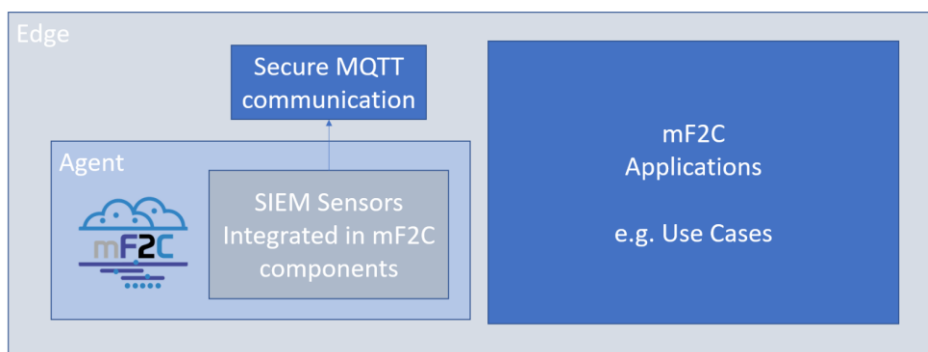 Edge
Secure MQTT
communication
Agent
SIEM Sensors
Integrated in mF2C
components
mF2C
mF2C
Applications
e.g. Use Cases